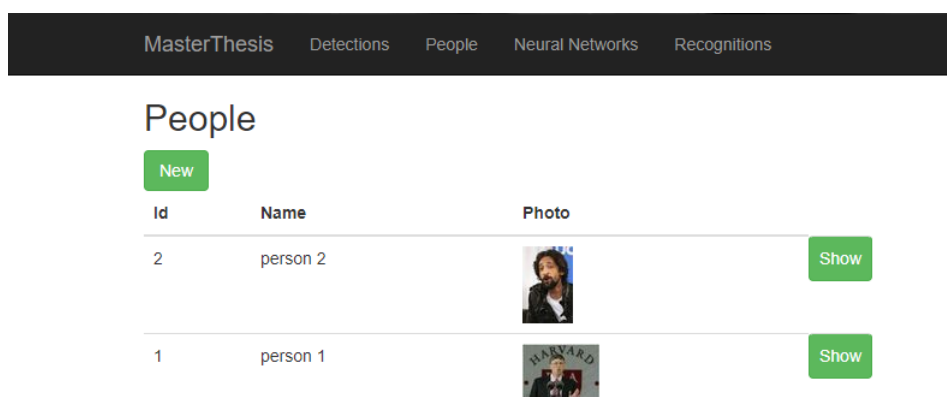 MasterThesis Detections People Neural Networks Recognitions
People
New
Id Name Photo
2 person 2 Show
1 person 1 Show
HARVARD